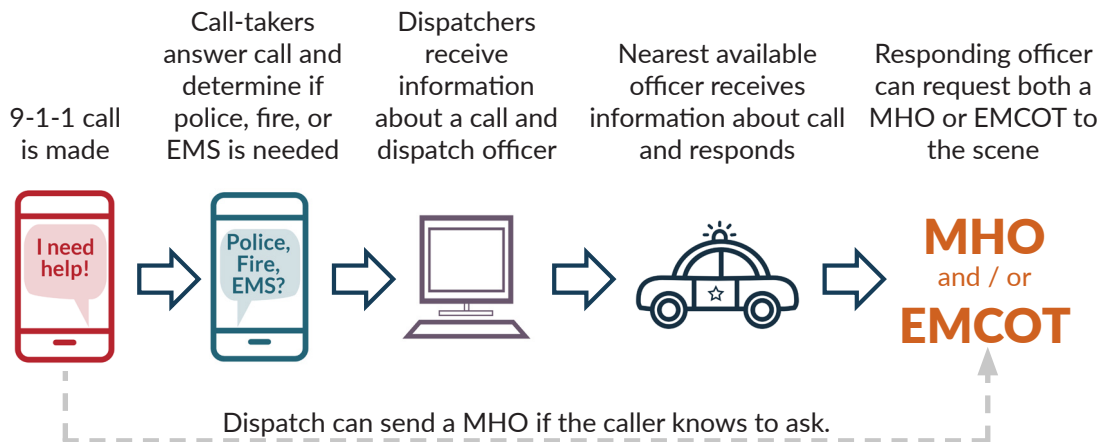 9-1-1 call
is made
Call-takers
answer call and
determine if
police, fire, or
EMS is needed
Dispatchers
receive
information
about a call and
dispatch officer
Nearest available
officer receives
information about call
and responds
Responding officer
can request both a
MHO or EMCOT to
the scene
I need
help!
Police,
Fire,
EMS?
MHO
and / or
EMCOT
Dispatch can send a MHO if the caller knows to ask.